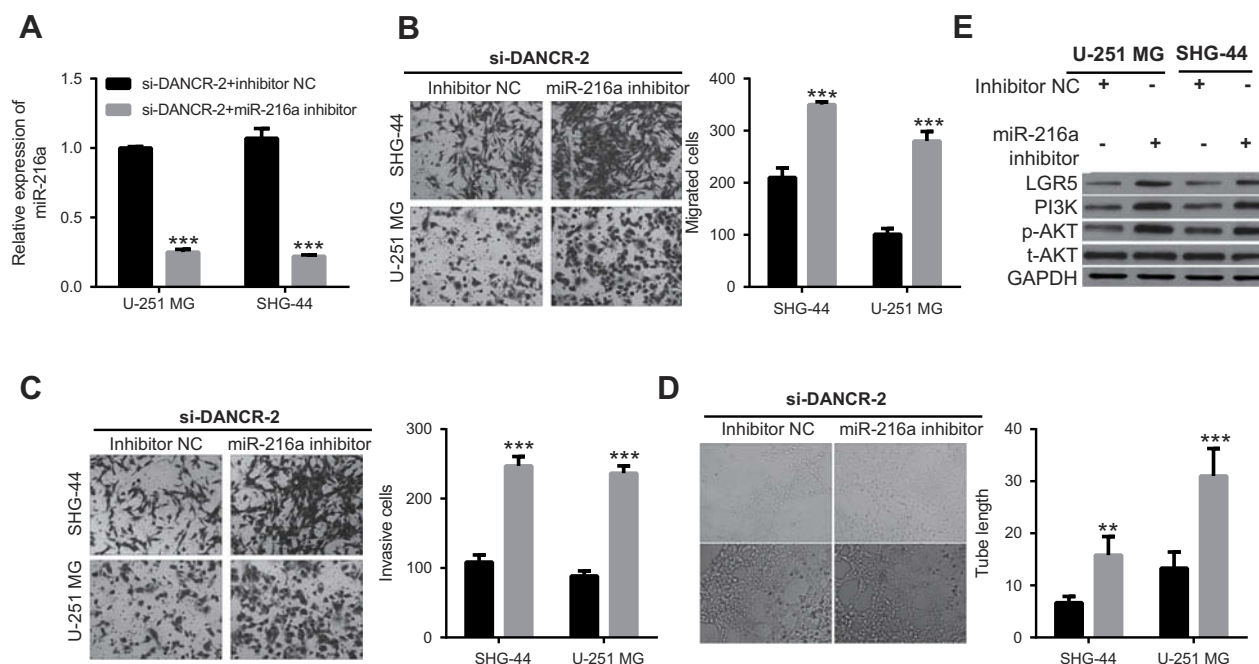 A
1.5
1.0
0.5
0.0
Relative expression of
miR-216a
si-DANCR-2+inhibitor NC
si-DANCR-2+miR-216a inhibitor
***
***
U-251 MG
SHG-44
B
si-DANCR-2
Inhibitor NC
miR-216a inhibitor
SHG-44
U-251 MG
400
300
200
100
0
Migrated cells
***
***
SHG-44
U-251 MG
E
U-251 MG
SHG-44
Inhibitor NC
+ - + -
miR-216a
inhibitor
- + - +
LGR5
PI3K
p-AKT
t-AKT
GAPDH
C
si-DANCR-2
Inhibitor NC
miR-216a inhibitor
SHG-44
U-251 MG
300
200
100
0
Invasive cells
***
***
SHG-44
U-251 MG
D
si-DANCR-2
Inhibitor NC
miR-216a inhibitor
40
30
20
10
0
Tube length
**
***
SHG-44
U-251 MG